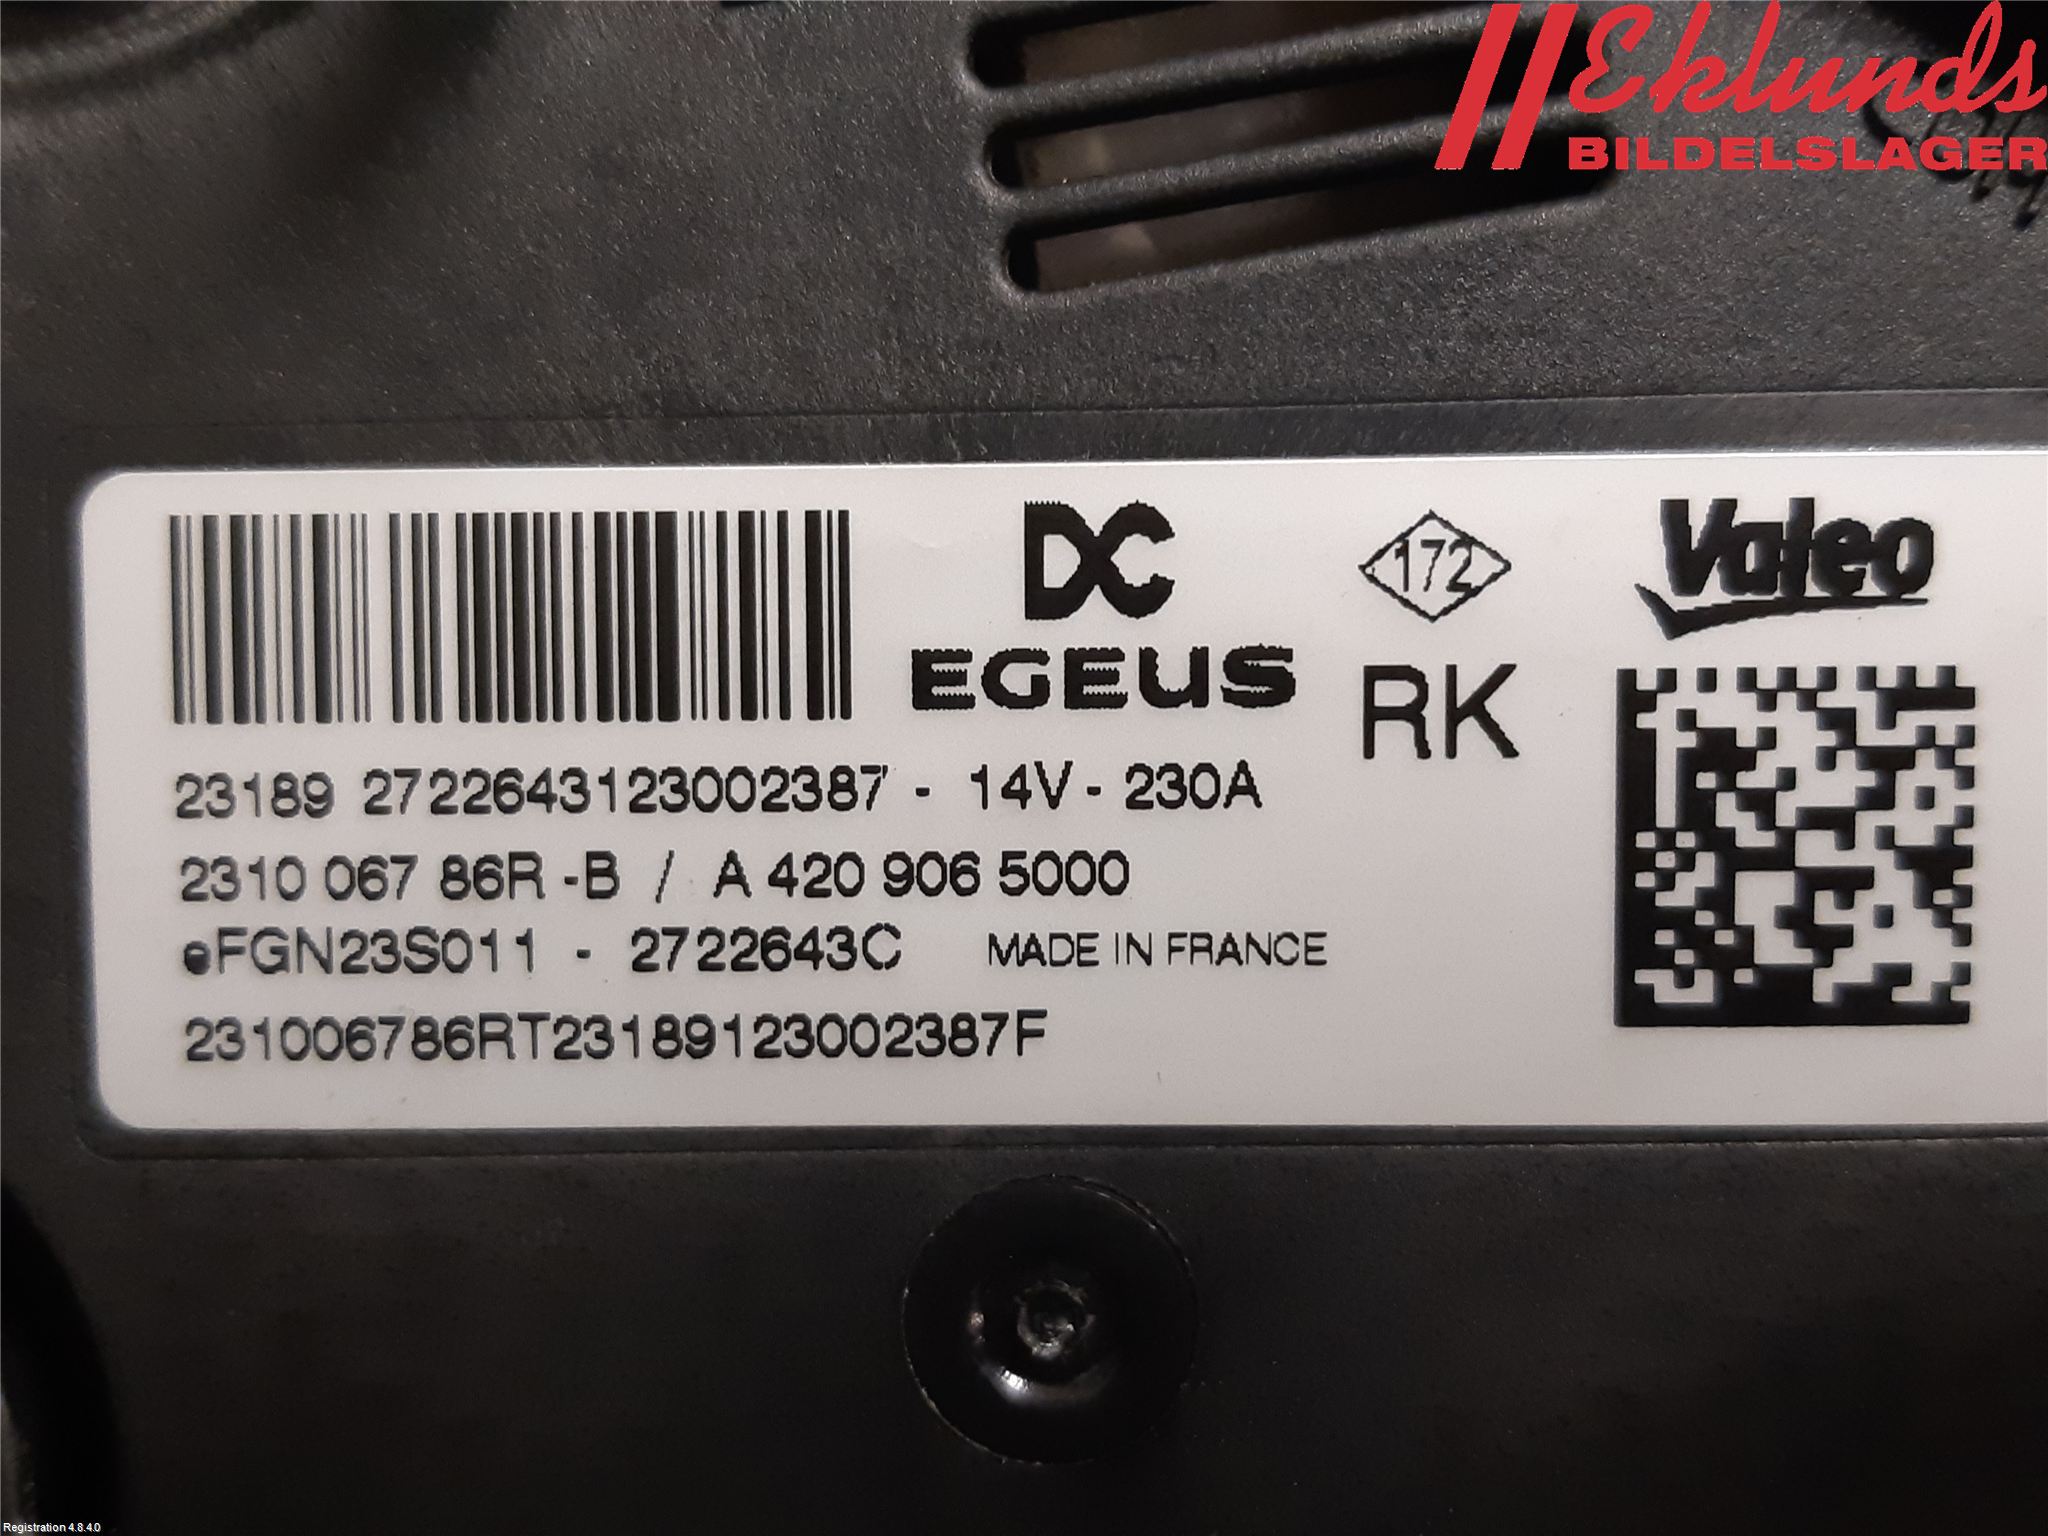 Eklunds
BILDELSLAGER
DC
EGEUS
172
RK
Valeo
23189 2722643123002387 - 14V - 230A
2310 067 86R -B / A 420 906 5000
eFGN23S011 - 2722643C MADE IN FRANCE
231006786RT23189123002387F
Registration 4.8.4.0